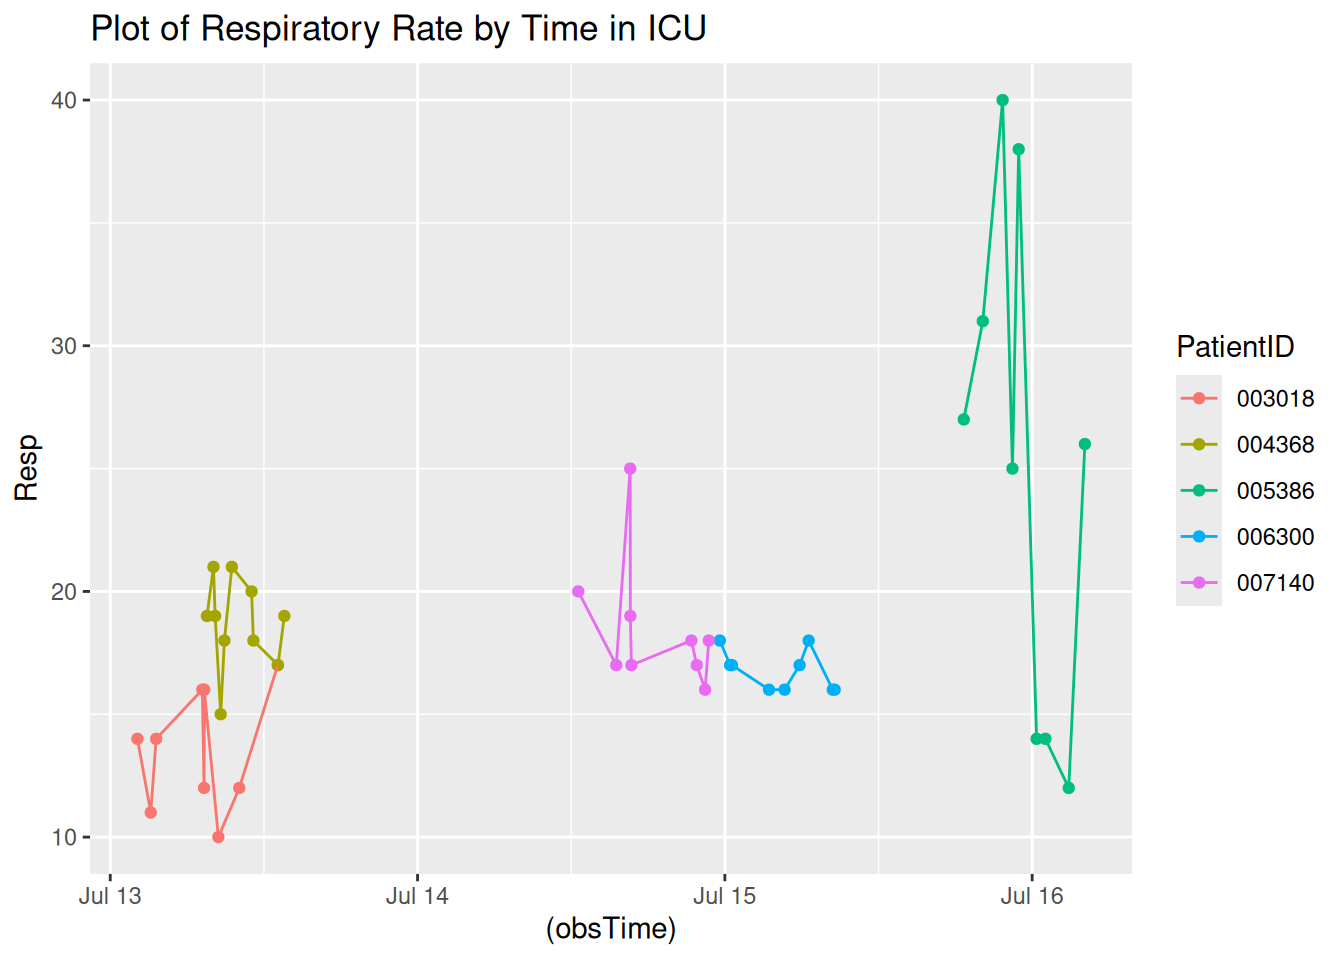 Plot of Respiratory Rate by Time in ICU
40
30
20
10
Resp
Jul 13
Jul 14
Jul 15
Jul 16
(obsTime)
PatientID
003018
004368
005386
006300
007140